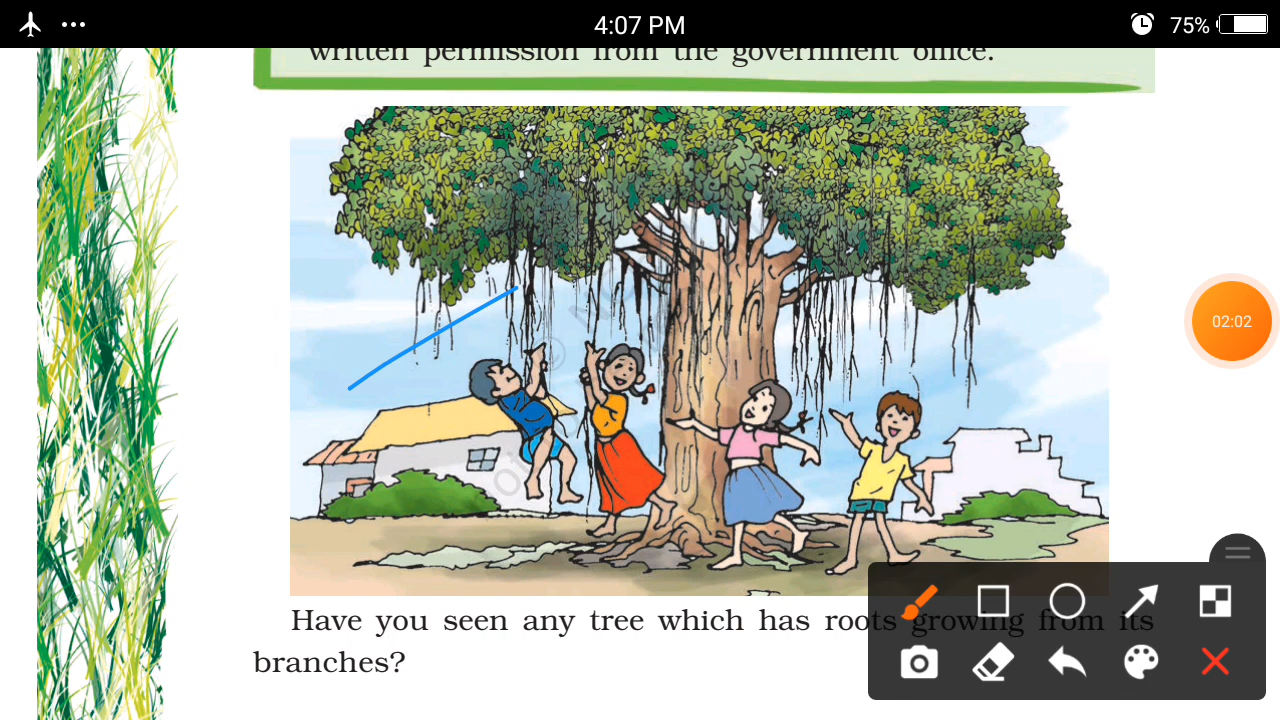 4:07 PM
75%
written permission from the government office.
02:02
Have you seen any tree which has roots growing from its
branches?